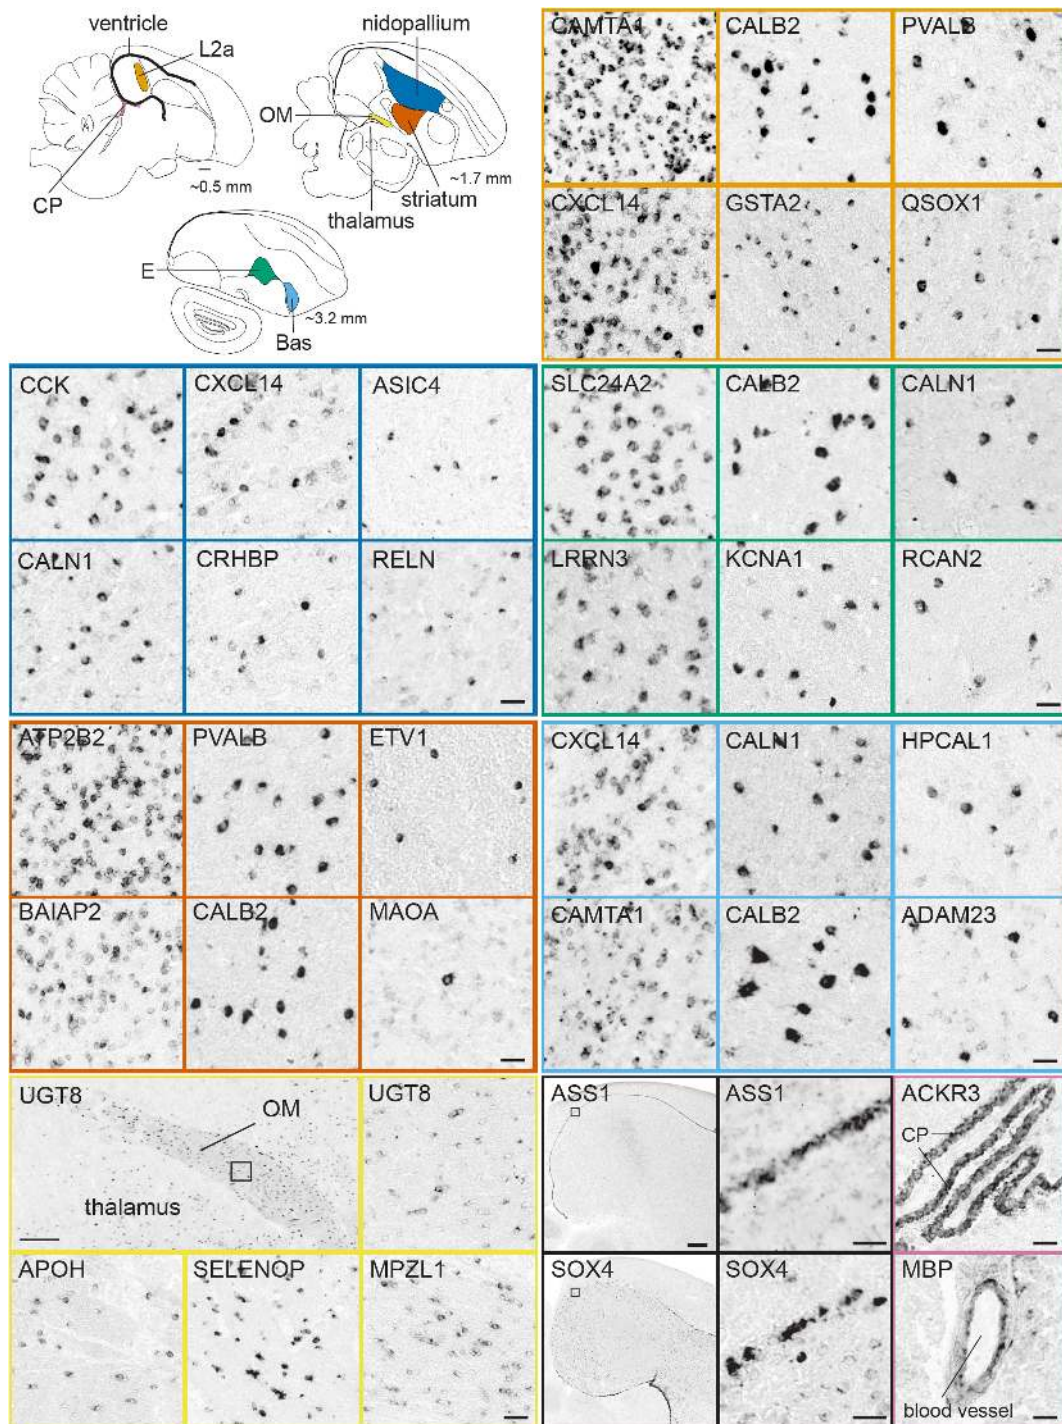 ventricle
L2a
CP
~0.5 mm
nidopallium
OM
~1.7 mm
striatum
thalamus
E
~3.2 mm
Bas
CAMTA1 CALB2 PVALB
CXCL14 GSTA2 QSOX1
CCK CXCL14 ASIC4
CALN1 CRHBP RELN
SLC24A2 CALB2 CALN1
LRRN3 KCNA1 RCAN2
ATP2B2 PVALB ETV1
BAIAP2 CALB2 MAOA
CXCL14 CALN1 HPCAL1
CAMTA1 CALB2 ADAM23
UGT8 UGT8
OM
thalamus
APOH SELENOP MPZL1
ASS1 ASS1 ACKR3
CP
SOX4 SOX4 MBP
blood vessel